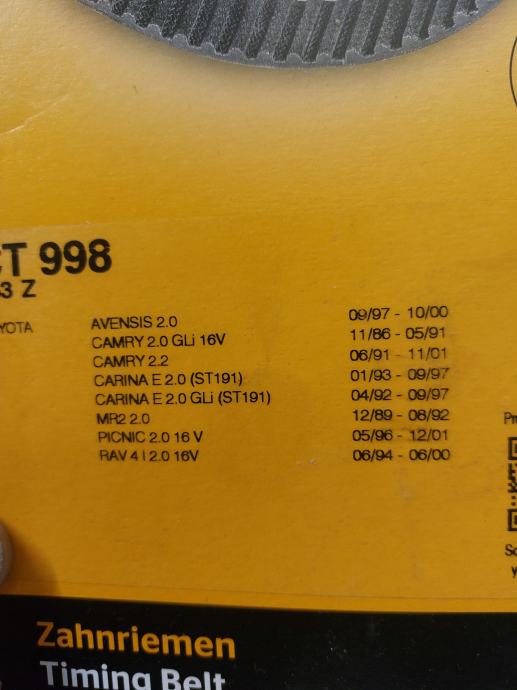 CT 998
3 Z
YOTA
AVENSIS 2.0 09/97 - 10/00
CAMRY 2.0 GLi 16V 11/86 - 05/91
CAMRY 2.2 06/91 - 11/01
CARINA E 2.0 (ST191) 01/93 - 09/97
CARINA E 2.0 GLi (ST191) 04/92 - 09/97
MR2 2.0 12/89 - 08/92
PICNIC 2.0 16 V 05/96 - 12/01
RAV 4 I 2.0 16V 06/94 - 06/00
Zahnriemen
Timing Belt